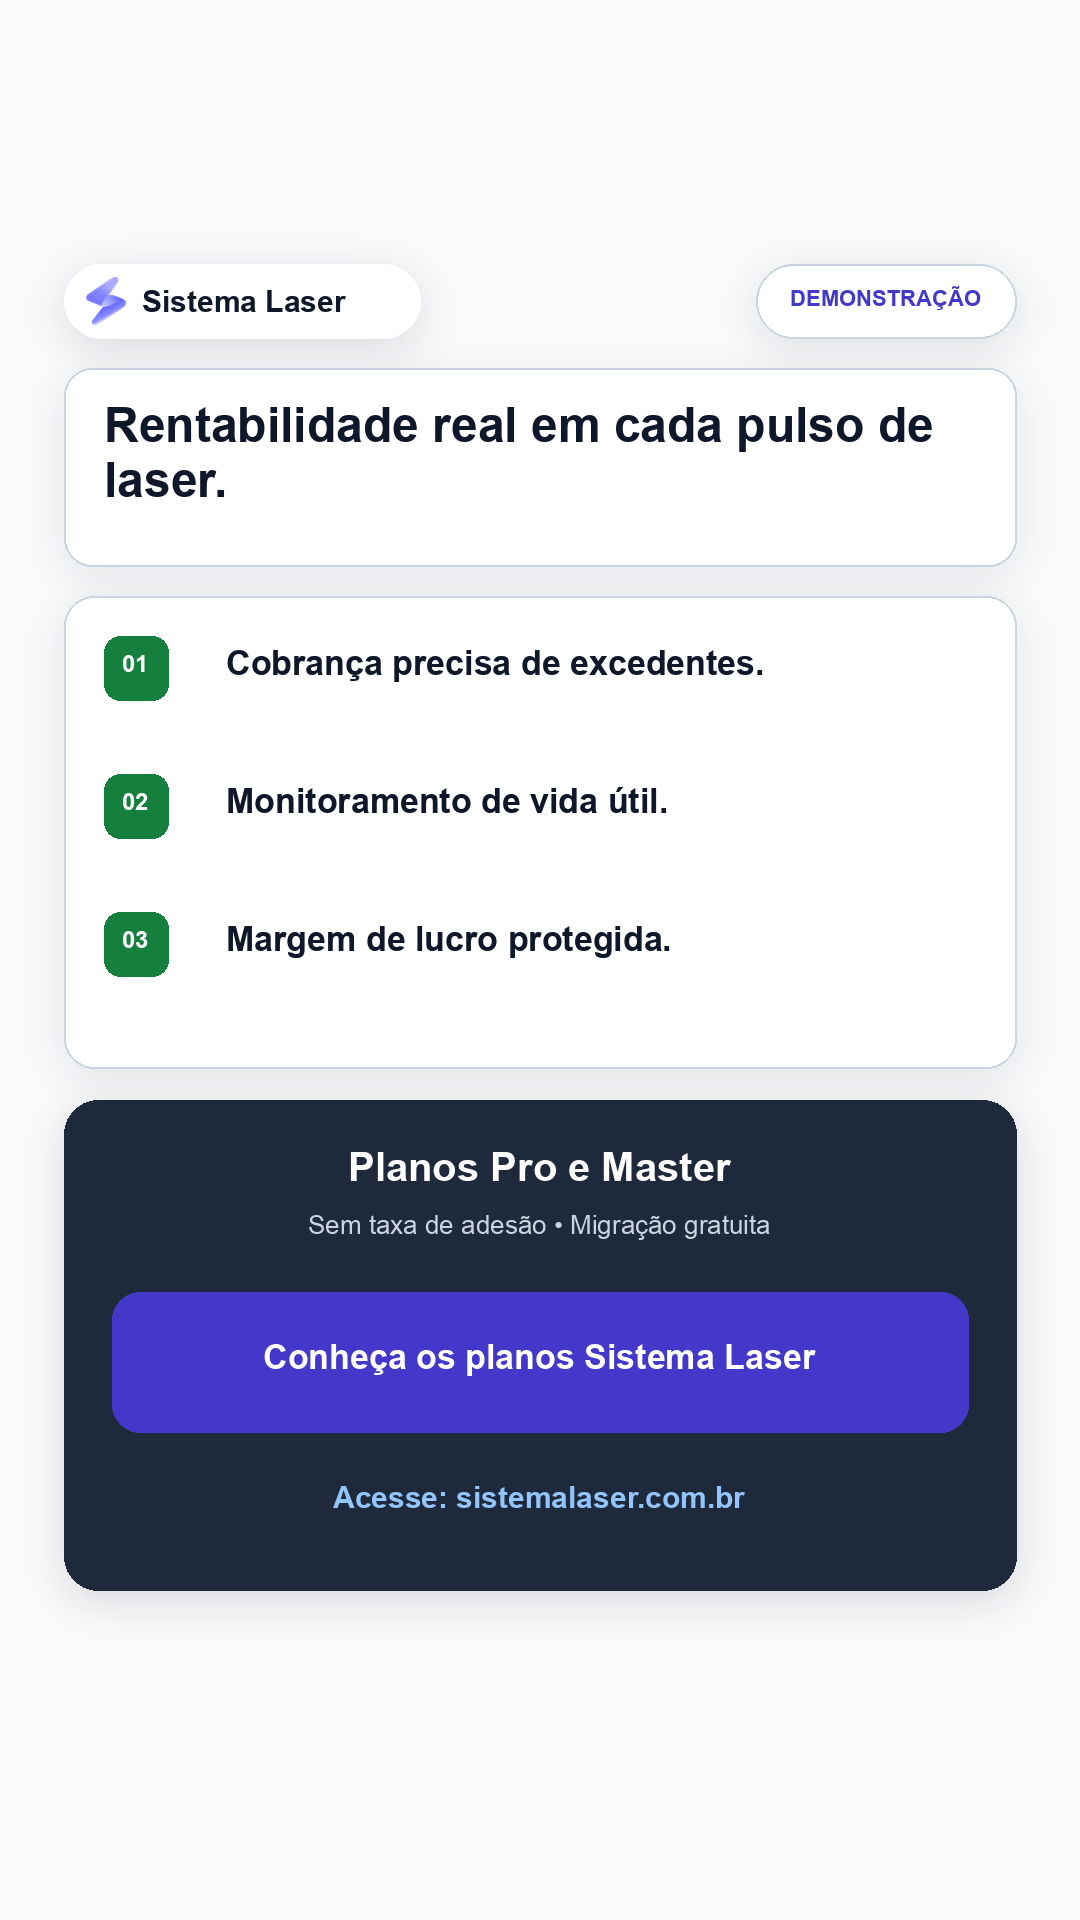 Sistema Laser
DEMONSTRAÇÃO
Rentabilidade real em cada pulso de
laser.
01
Cobrança precisa de excedentes.
02
Monitoramento de vida útil.
03
Margem de lucro protegida.
Planos Pro e Master
Sem taxa de adesão • Migração gratuita
Conheça os planos Sistema Laser
Acesse: sistemalaser.com.br